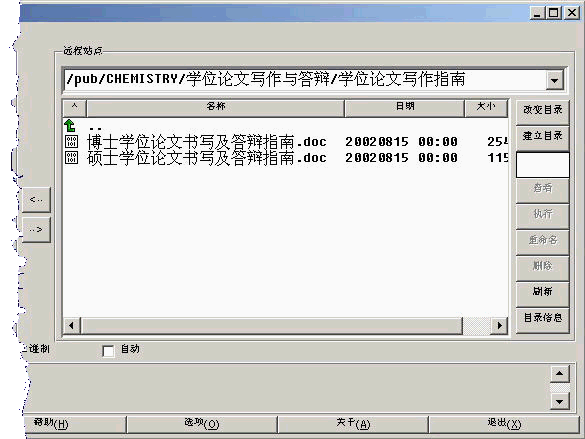 远程站点
/pub/CHEMISTRY/学位论文写作与答辩/学位论文写作指南
^ 名称 日期 大小
改变目录
..
建立目录
博士学位论文书写及答辩指南.doc 20020815 00:00 254
硕士学位论文书写及答辩指南.doc 20020815 00:00 115
查看
<--
执行
-->
重命名
删除
刷新
目录信息
自动
帮助(H) 选项(O) 关于(A) 退出(X)